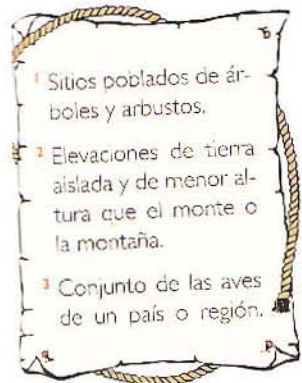 1 Sitios poblados de ár-
boles y arbustos.
2 Elevaciones de tierra
aislada y de menor al-
tura que el monte o
la montaña.
3 Conjunto de las aves
de un país o región.